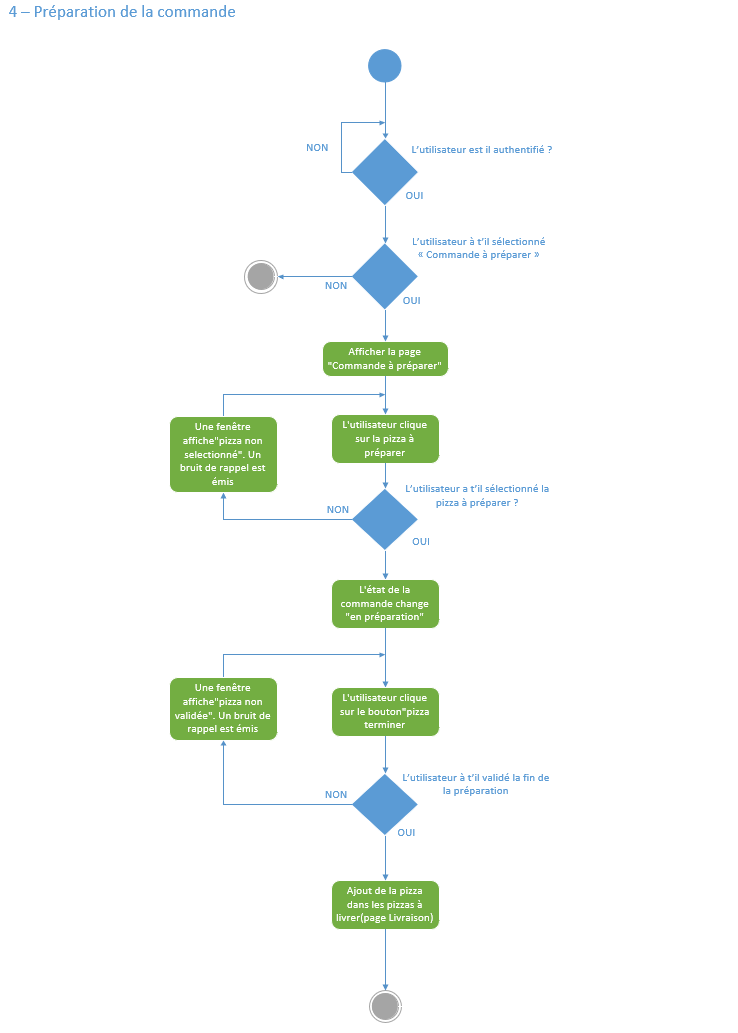 4 – Préparation de la commande
NON
L'utilisateur est il authentifié ?
OUI
L'utilisateur à t'il sélectionné
« Commande à préparer »
NON
OUI
Afficher la page
"Commande à préparer"
Une fenêtre
affiche"pizza non
selectionné". Un
bruit de rappel est
émis
L'utilisateur clique
sur la pizza à
préparer
L'utilisateur a t'il sélectionné la
pizza à préparer ?
NON
OUI
L'état de la
commande change
"en préparation"
Une fenêtre
affiche"pizza non
validée". Un bruit de
rappel est émis
L'utilisateur clique
sur le bouton"pizza
terminer
L'utilisateur à t'il validé la fin de
la préparation
NON
OUI
Ajout de la pizza
dans les pizzas à
livrer(page Livraison)